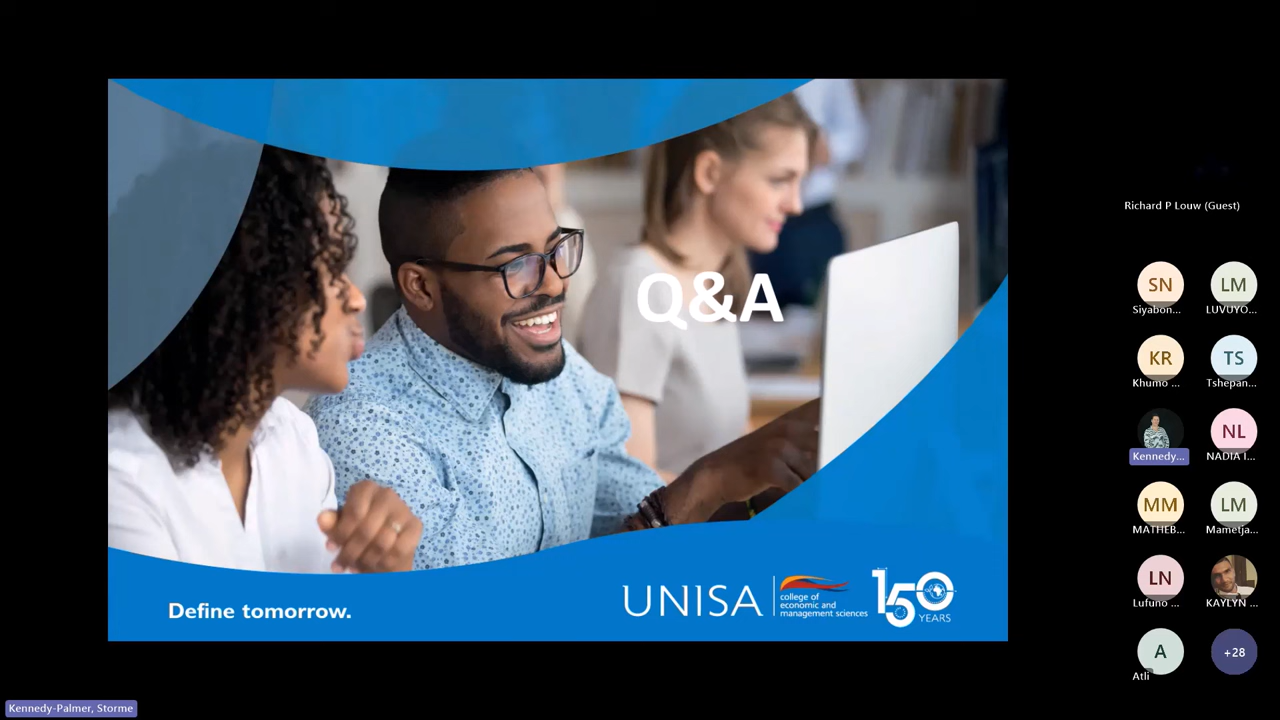 Q&A
Define tomorrow.
UNISA
college of
economic and
management sciences
150
YEARS
Richard P Louw (Guest)
SN
LM
Siyabon...
LUVUYO...
KR
TS
Khumo ...
Tshepan...
NL
Kennedy...
NADIA I...
MM
LM
MATHEB...
Mametja...
LN
Lufuno ...
KAYLYN ...
A
+28
Atli
Kennedy-Palmer, Storme